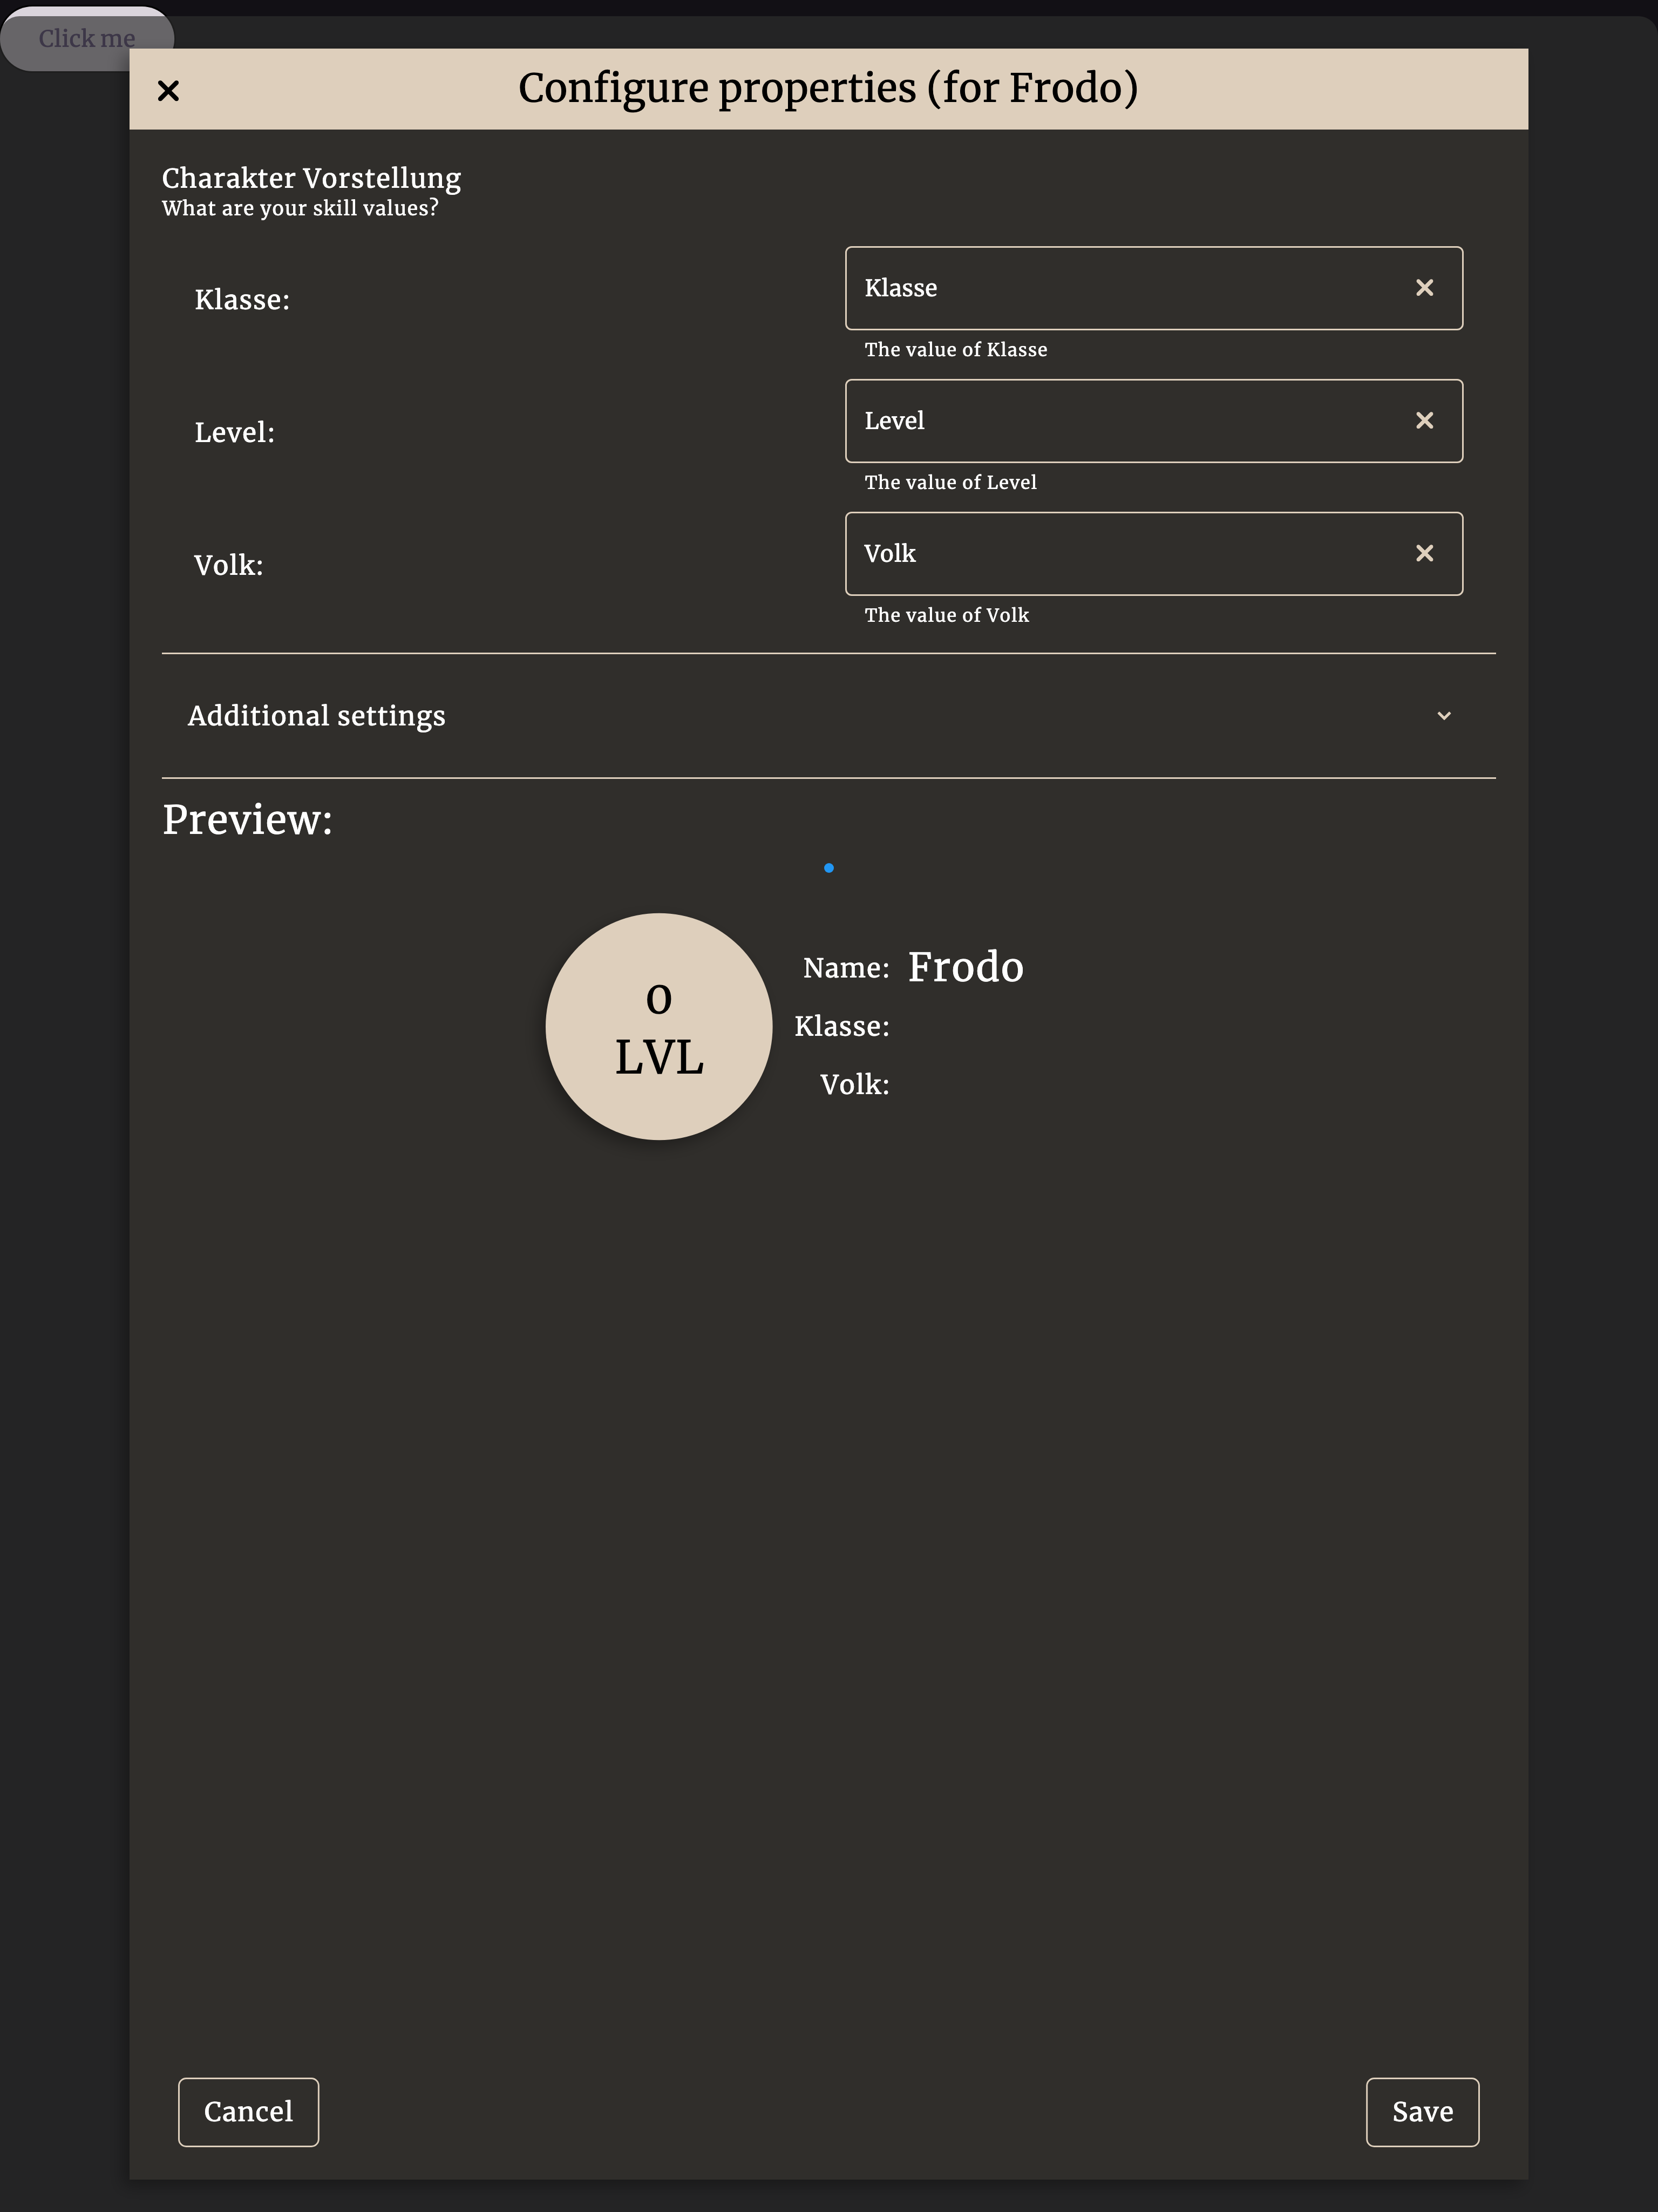 Click me
Configure properties (for Frodo)
Charakter Vorstellung
What are your skill values?
Klasse:
Klasse
The value of Klasse
Level:
Level
The value of Level
Volk:
Volk
The value of Volk
Additional settings
Preview:
0
LVL
Name: Frodo
Klasse:
Volk:
Cancel
Save